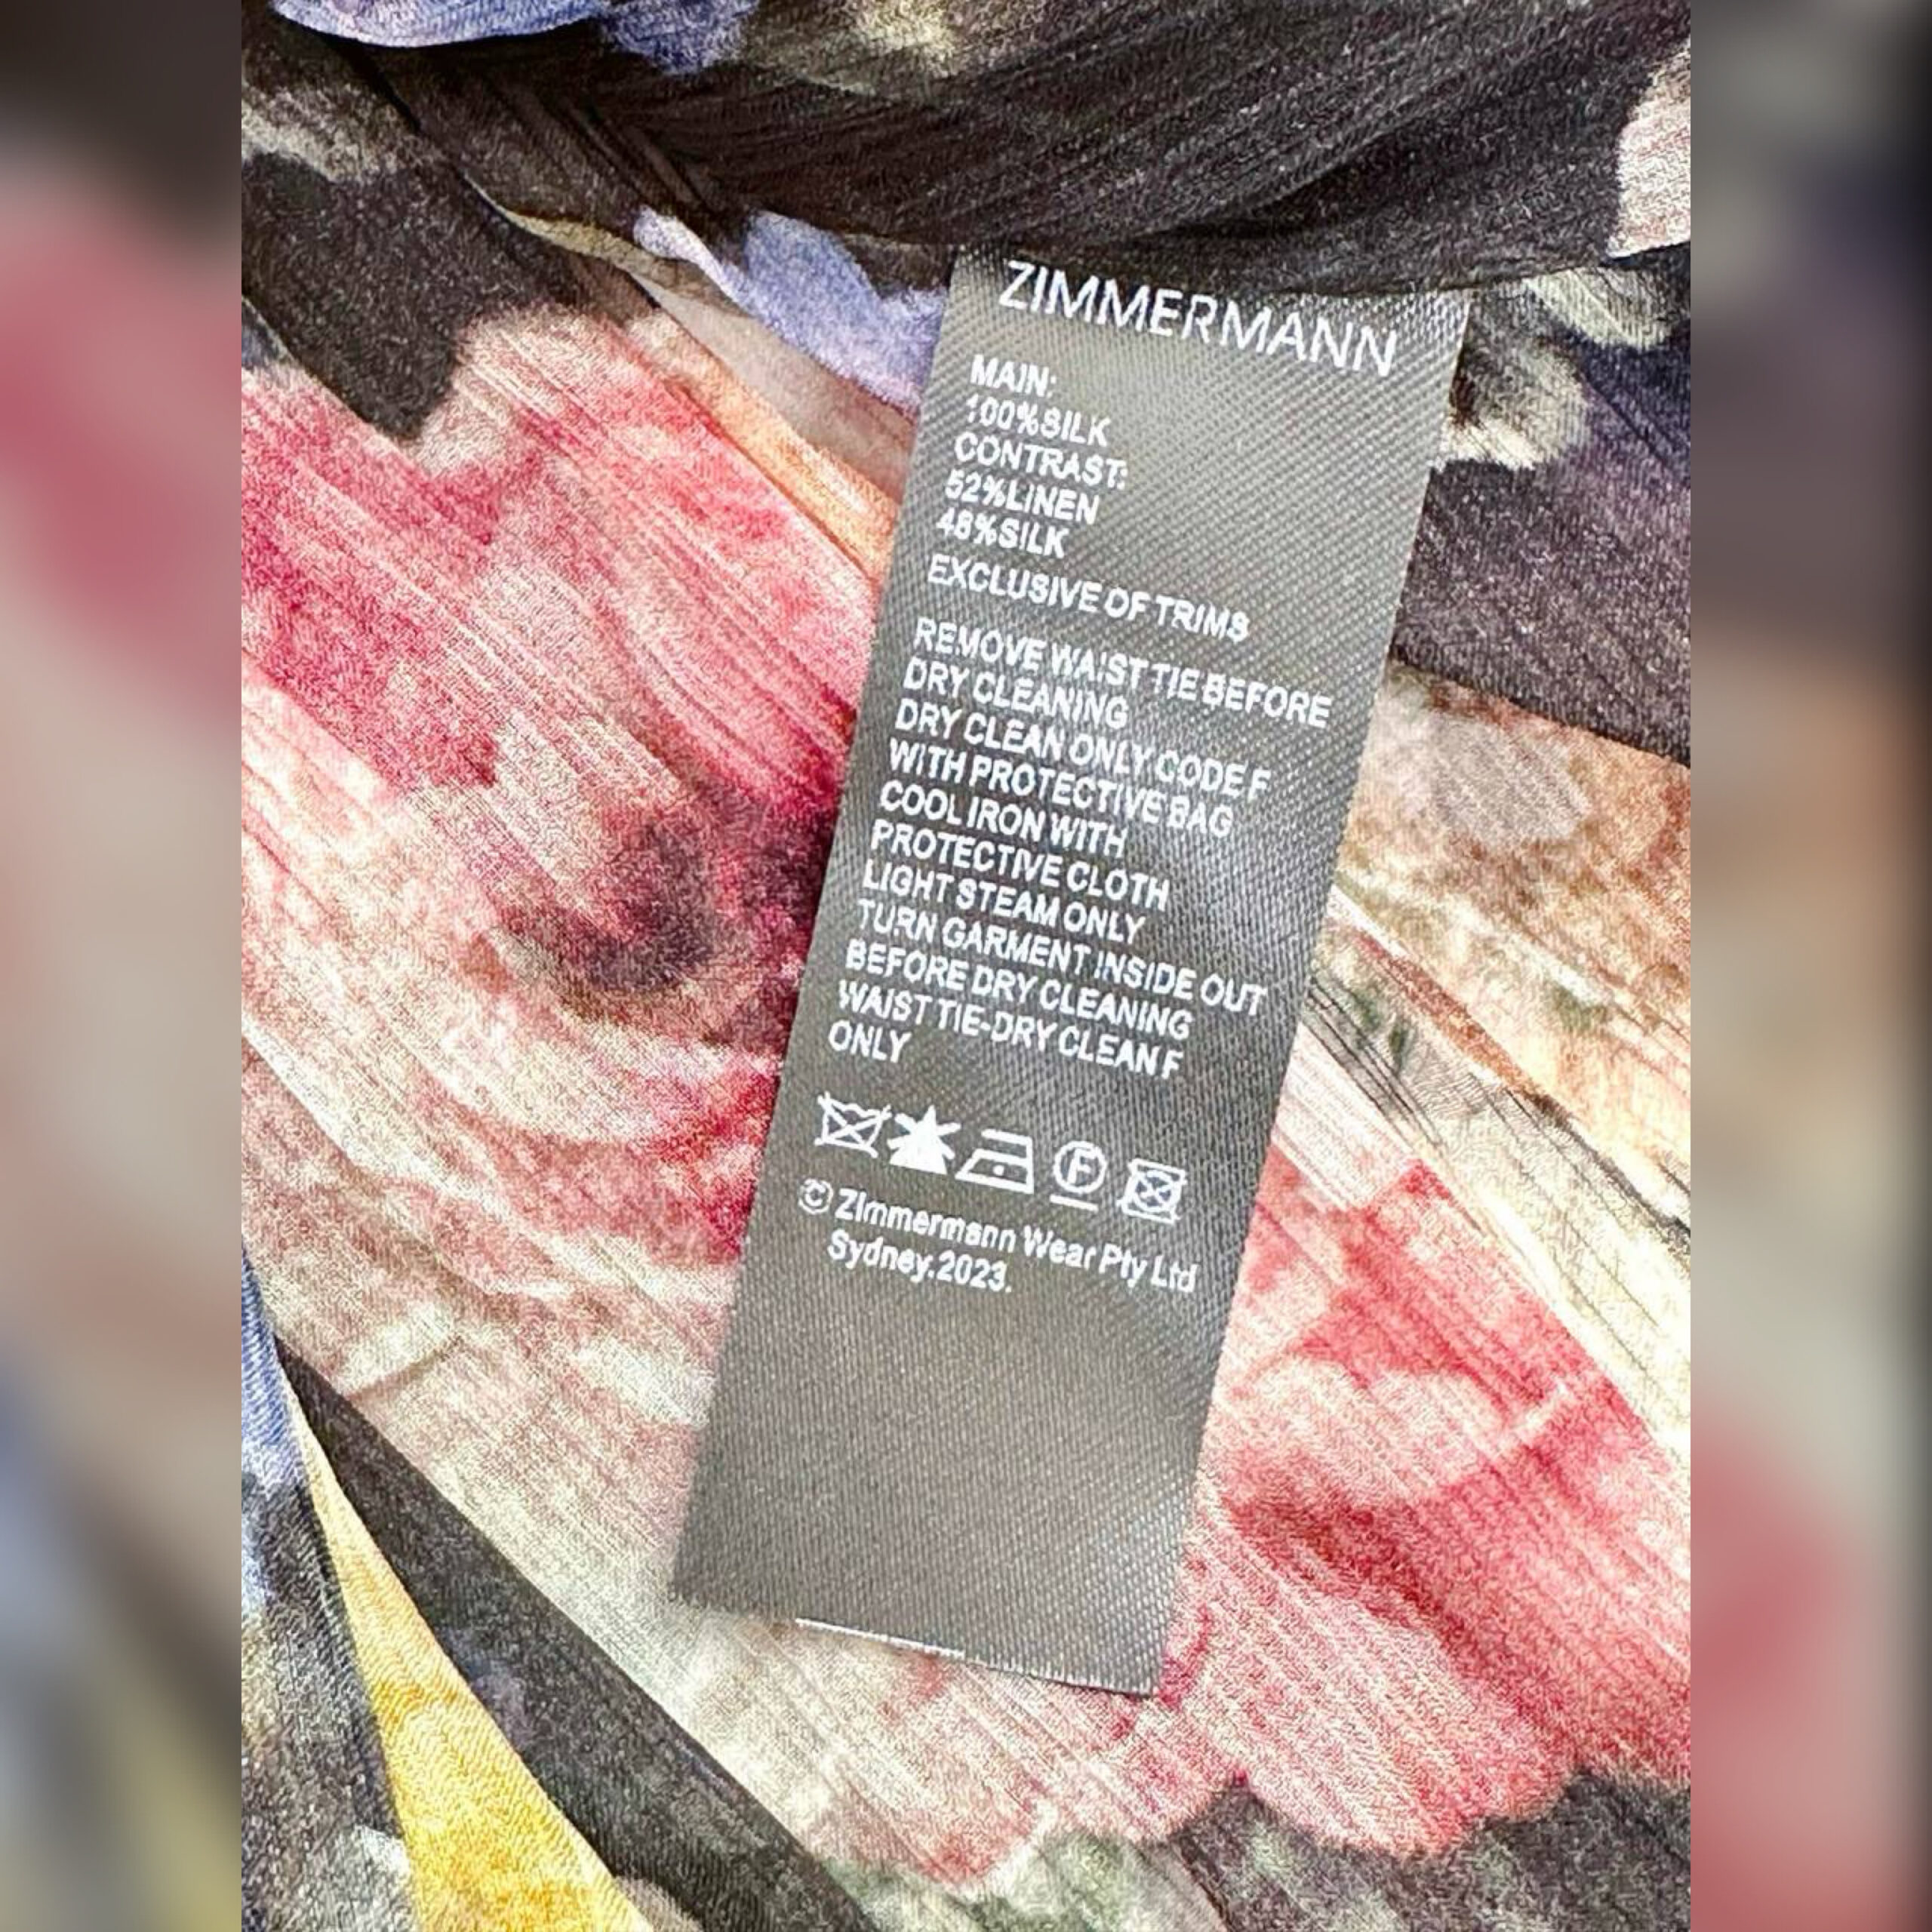 ZIMMERMANN
MAIN:
100%SILK
CONTRAST:
52%LINEN
48%SILK
EXCLUSIVE OF TRIMS
REMOVE WAIST TIE BEFORE
DRY CLEANING
DRY CLEAN ONLY CODE F
WITH PROTECTIVE BAG
COOL IRON WITH
PROTECTIVE CLOTH
LIGHT STEAM ONLY
TURN GARMENT INSIDE OUT
BEFORE DRY CLEANING
WAIST TIE-DRY CLEAN F
ONLY
F
© Zimmermann Wear Pty Ltd
Sydney.2023.